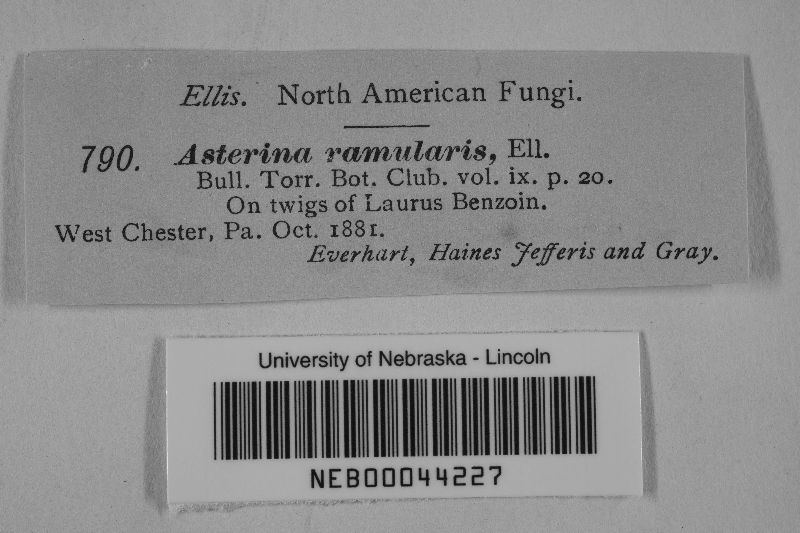 Ellis. North American Fungi.
790. Asterina ramularis, Ell.
Bull. Torr. Bot. Club. vol. ix. p. 20.
On twigs of Laurus Benzoin.
West Chester, Pa. Oct. 1881.
Everhart, Haines Jefferis and Gray.
University of Nebraska - Lincoln
NEB00044227